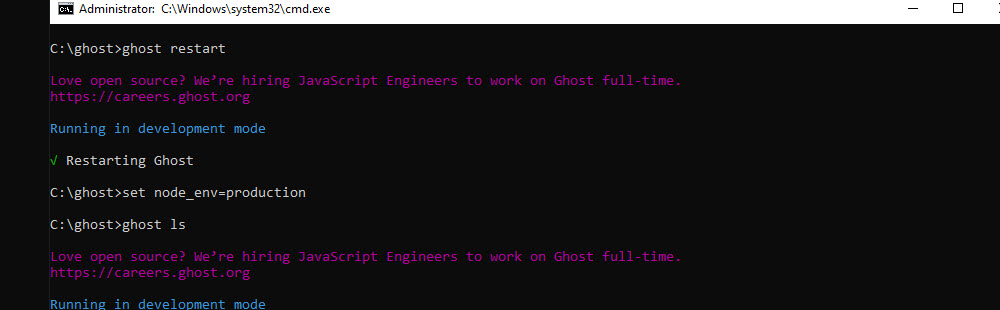 Administrator: C:\Windows\system32\cmd.exe
C:\ghost>ghost restart
Love open source? We’re hiring JavaScript Engineers to work on Ghost full-time.
https://careers.ghost.org
Running in development mode
√ Restarting Ghost
C:\ghost>set node_env=production
C:\ghost>ghost ls
Love open source? We’re hiring JavaScript Engineers to work on Ghost full-time.
https://careers.ghost.org
Running in development mode